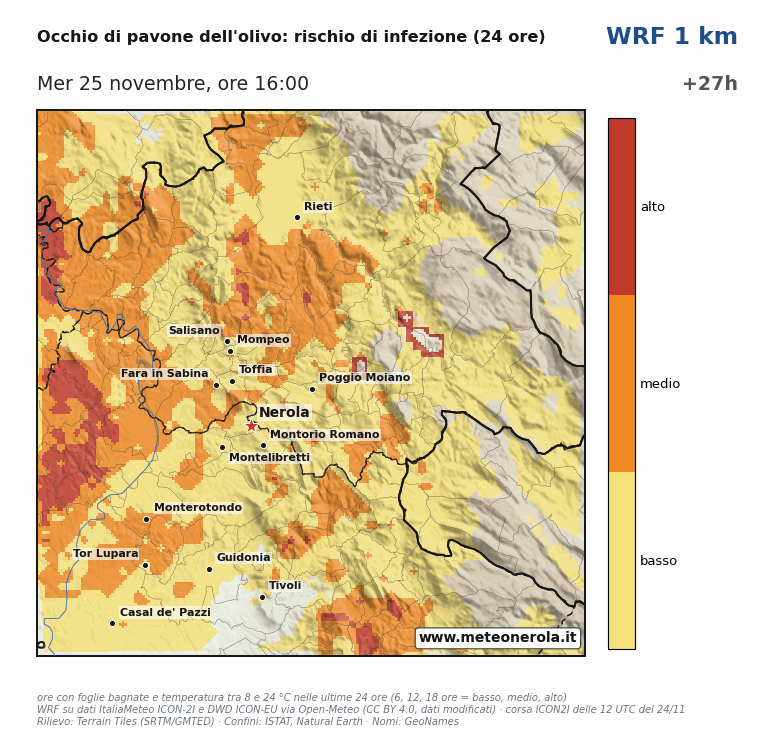 Occhio di pavone dell'olivo: rischio di infezione (24 ore)
WRF 1 km
Mer 25 novembre, ore 16:00
+27h
Rieti
alto
Salisano
Mompeo
Fara in Sabina
Toffia
Poggio Moiano
medio
Nerola
Montorio Romano
Montelibretti
Monterotondo
Tor Lupara
Guidonia
basso
Tivoli
Casal de' Pazzi
www.meteonerola.it
ore con foglie bagnate e temperatura tra 8 e 24 °C nelle ultime 24 ore (6, 12, 18 ore = basso, medio, alto)
WRF su dati ItaliaMeteo ICON-2I e DWD ICON-EU via Open-Meteo (CC BY 4.0, dati modificati) · corsa ICON2I delle 12 UTC del 24/11
Rilievo: Terrain Tiles (SRTM/GMTED) · Confini: ISTAT, Natural Earth · Nomi: GeoNames